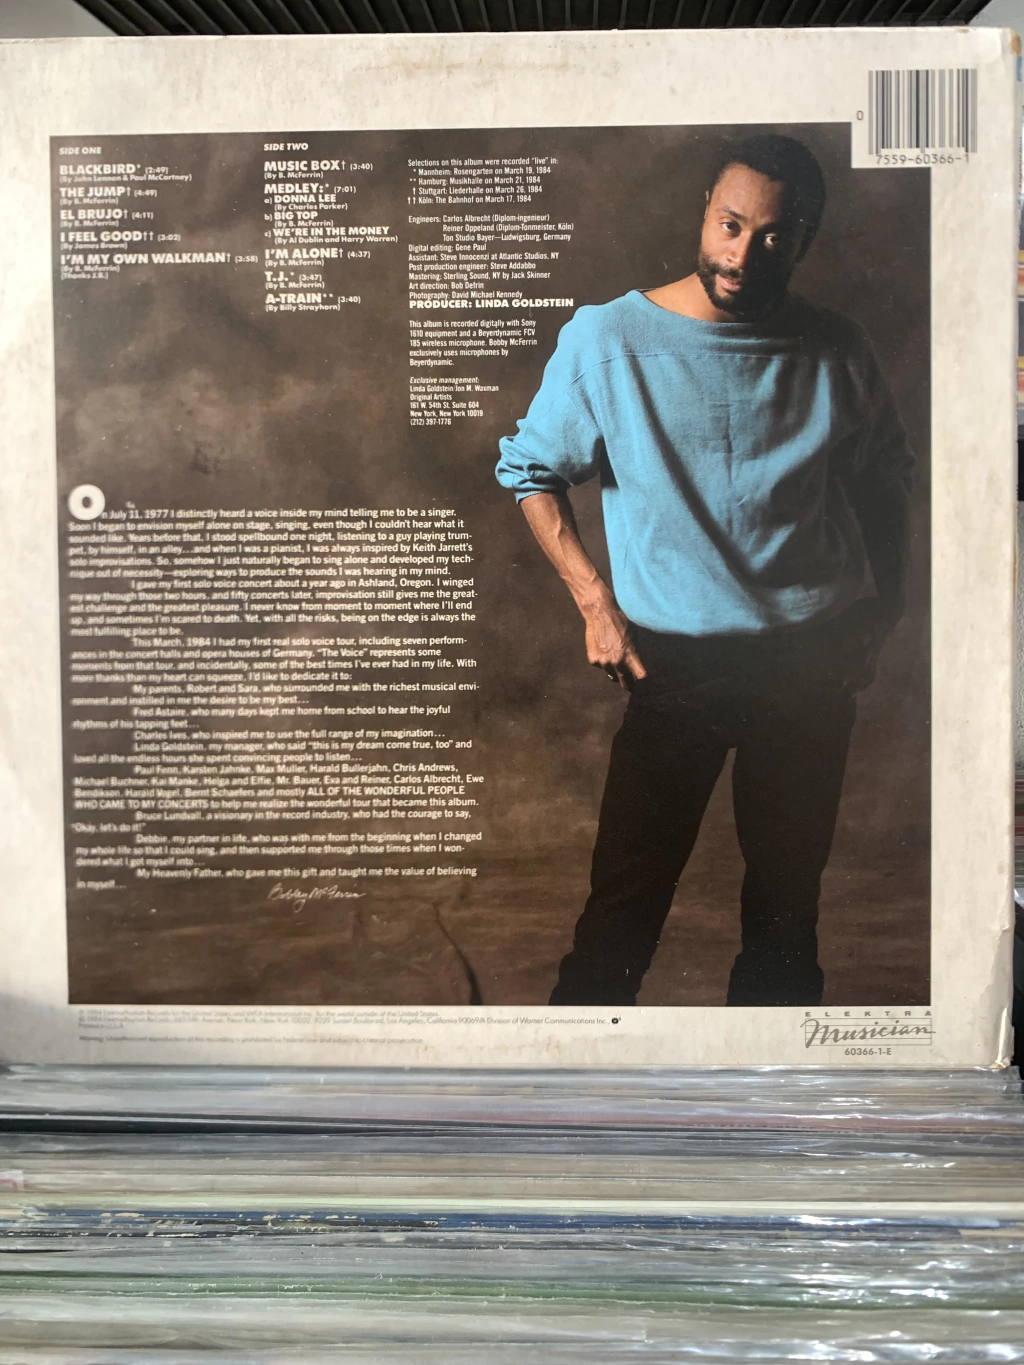 SIDE ONE
BLACKBIRD* (2:49)
(By John Lennon & Paul McCartney)
THE JUMP† (4:49)
(By B. McFerrin)
EL BRUJO† (4:11)
(By B. McFerrin)
I FEEL GOOD†† (3:02)
(By James Brown)
I'M MY OWN WALKMAN† (3:58)
(By B. McFerrin)
(Thanks J.B.)
SIDE TWO
MUSIC BOX† (3:40)
(By B. McFerrin)
MEDLEY:* (7:01)
a) DONNA LEE
(By Charles Parker)
b) BIG TOP
(By B. McFerrin)
c) WE'RE IN THE MONEY
(By Al Dublin and Harry Warren)
I'M ALONE† (4:37)
(By B. McFerrin)
T.J.* (3:47)
(By B. McFerrin)
A-TRAIN** (3:40)
(By Billy Strayhorn)
Selections on this album were recorded "live" in:
* Mannheim: Rosengarten on March 19, 1984
** Hamburg: Musikhalle on March 21, 1984
† Stuttgart: Liederhalle on March 26, 1984
†† Köln: The Bahnhof on March 17, 1984
Engineers: Carlos Albrecht (Diplom-ingenieur)
Reiner Oppeland (Diplom-Tonmeister, Köln)
Ton Studio Bayer—Ludwigsburg, Germany
Digital editing: Gene Paul
Assistant: Steve Innocenzi at Atlantic Studios, NY
Post production engineer: Steve Addabbo
Mastering: Sterling Sound, NY by Jack Skinner
Art direction: Bob Defrin
Photography: David Michael Kennedy
PRODUCER: LINDA GOLDSTEIN
This album is recorded digitally with Sony
1610 equipment and a Beyerdynamic FCV
185 wireless microphone. Bobby McFerrin
exclusively uses microphones by
Beyerdynamic.
Exclusive management:
Linda Goldstein/Jon M. Waxman
Original Artists
161 W. 54th St. Suite 604
New York, New York 10019
(212) 397-1776
0
7559-60366-1
On July 11, 1977 I distinctly heard a voice inside my mind telling me to be a singer.
Soon I began to envision myself alone on stage, singing, even though I couldn't hear what it
sounded like. Years before that, I stood spellbound one night, listening to a guy playing trum-
pet, by himself, in an alley...and when I was a pianist, I was always inspired by Keith Jarrett's
solo improvisations. So, somehow I just naturally began to sing alone and developed my tech-
nique out of necessity—exploring ways to produce the sounds I was hearing in my mind.
I gave my first solo voice concert about a year ago in Ashland, Oregon. I winged
my way through those two hours, and fifty concerts later, improvisation still gives me the great-
est challenge and the greatest pleasure. I never know from moment to moment where I'll end
up, and sometimes I'm scared to death. Yet, with all the risks, being on the edge is always the
most fulfilling place to be.
This March, 1984 I had my first real solo voice tour, including seven perform-
ances in the concert halls and opera houses of Germany. "The Voice" represents some
moments from that tour, and incidentally, some of the best times I've ever had in my life. With
more thanks than my heart can squeeze, I'd like to dedicate it to:
My parents, Robert and Sara, who surrounded me with the richest musical envi-
ronment and instilled in me the desire to be my best...
Fred Astaire, who many days kept me home from school to hear the joyful
rhythms of his tapping feet...
Charles Ives, who inspired me to use the full range of my imagination...
Linda Goldstein, my manager, who said "this is my dream come true, too" and
loved all the endless hours she spent convincing people to listen...
Paul Fenn, Karsten Jahnke, Max Muller, Harald Bullerjahn, Chris Andrews,
Michael Buchner, Kai Manke, Helga and Elfie, Mr. Bauer, Eva and Reiner, Carlos Albrecht, Ewe
Bendikson, Harald Vogel, Bernt Schaefers and mostly ALL OF THE WONDERFUL PEOPLE
WHO CAME TO MY CONCERTS to help me realize the wonderful tour that became this album.
Bruce Lundvall, a visionary in the record industry, who had the courage to say,
"Okay, let's do it!"
Debbie, my partner in life, who was with me from the beginning when I changed
my whole life so that I could sing, and then supported me through those times when I won-
dered what I got myself into...
My Heavenly Father, who gave me this gift and taught me the value of believing
in myself...
Bobby McFerrin
Los Angeles, California 90069/A Division of Warner Communications Inc.
Printed in U.S.A.
Warning: Unauthorized reproduction of this recording is prohibited by Federal law and subject to criminal prosecution.
ELEKTRA
Musician
60366-1-E